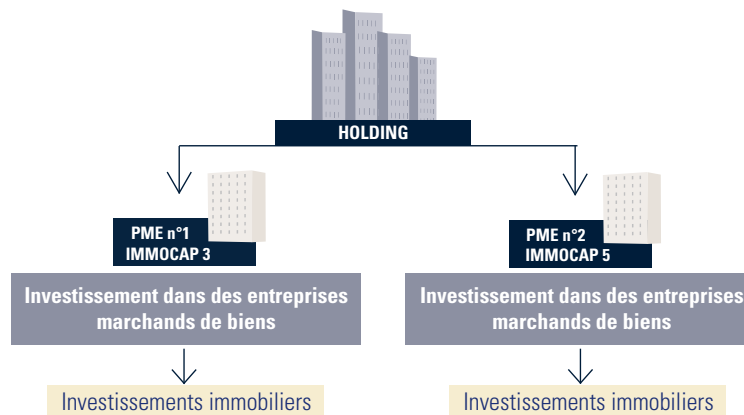 HOLDING
PME n°1
IMMOCAP 3
Investissement dans des entreprises
marchands de biens
Investissements immobiliers
PME n°2
IMMOCAP 5
Investissement dans des entreprises
marchands de biens
Investissements immobiliers